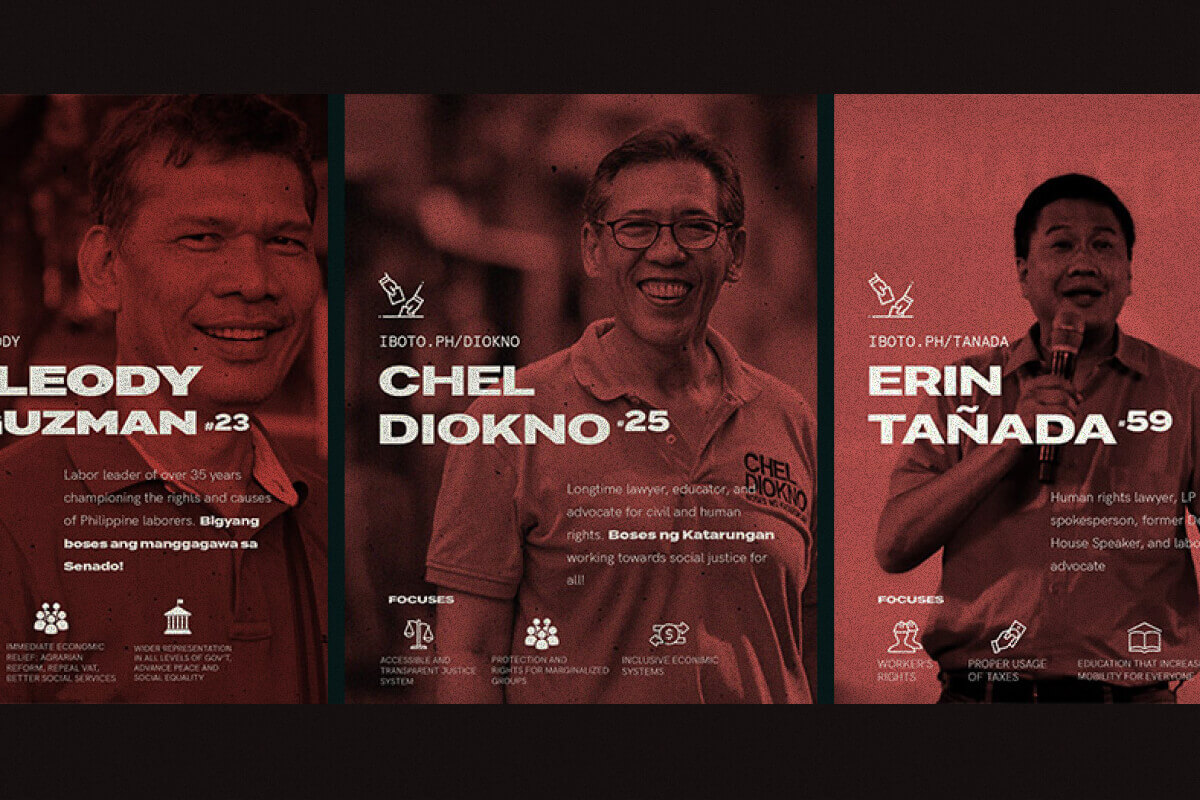 ODY
LEODY
GUZMAN #23
Labor leader of over 35 years
championing the rights and causes
of Philippine laborers. Bigyang
boses ang manggagawa sa
Senado!
IMMEDIATE ECONOMIC
RELIEF; AGRARIAN
REFORM, REPEAL VAT,
BETTER SOCIAL SERVICES
WIDER REPRESENTATION
IN ALL LEVELS OF GOV'T,
ADVANCE PEACE AND
SOCIAL EQUALITY
IBOTO.PH/DIOKNO
CHEL
DIOKNO #25
Longtime lawyer, educator, and
advocate for civil and human
rights. Boses ng Katarungan
working towards social justice for
all!
CHEL
DIOKNO
FOCUSES
ACCESSIBLE AND
TRANSPARENT JUSTICE
SYSTEM
PROTECTION AND
RIGHTS FOR MARGINALIZED
GROUPS
INCLUSIVE ECONOMIC
SYSTEMS
IBOTO.PH/TANADA
ERIN
TAÑADA #59
Human rights lawyer, LP
spokesperson, former D
House Speaker, and labo
advocate
FOCUSES
WORKER'S
RIGHTS
PROPER USAGE
OF TAXES
EDUCATION THAT INCREAS
MOBILITY FOR EVERYONE